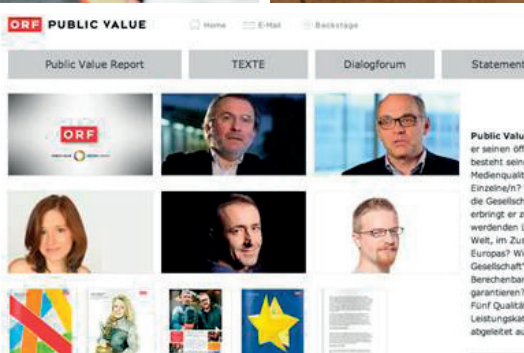 ORF PUBLIC VALUE
Home E-Mail Backstage
Public Value Report
TEXTE
Dialogforum
Statement
ORF
Public Valu
er seinen öff
besteht sein
Medienqualit
Einzelne/n?
die Gesellsch
erbringt er z
werdenden L
Welt, im Zu
Europas? Wi
Gesellschaft"
Berechenbar
garantieren?
Fünf Qualitä
Leistungskat
abgeleitet au